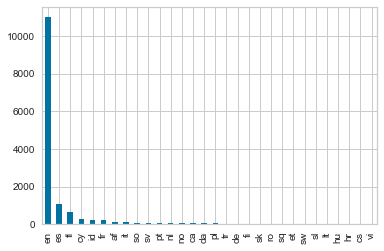 10000
8000
6000
4000
2000
0
en
es
tl
cy
id
fr
af
it
so
sv
pt
nl
no
ca
da
pl
tr
de
fi
sk
ro
sq
et
sw
sl
lt
hu
hr
cs
vi